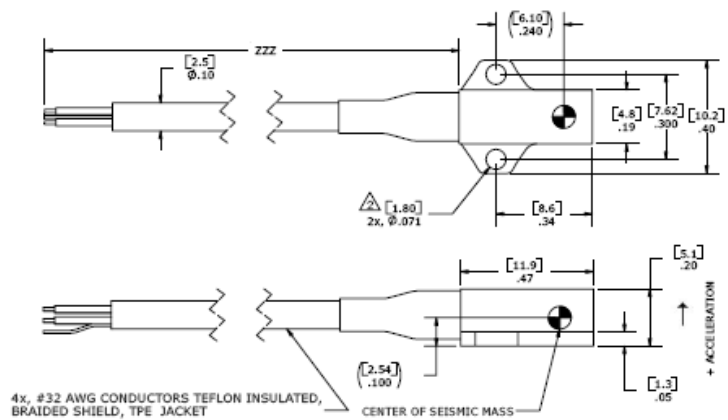 [6.10]
(.240)
ZZZ
[2.5]
Ø.10
[4.8]
.19
[7.62]
.300
[10.2]
.40
2 [1.80]
2x, Ø.071
[8.6]
.34
[11.9]
.47
[5.1]
.20
+ ACCELERATION
[2.54]
(.100)
[1.3]
.05
4x, #32 AWG CONDUCTORS TEFLON INSULATED,
BRAIDED SHIELD, TPE JACKET
CENTER OF SEISMIC MASS